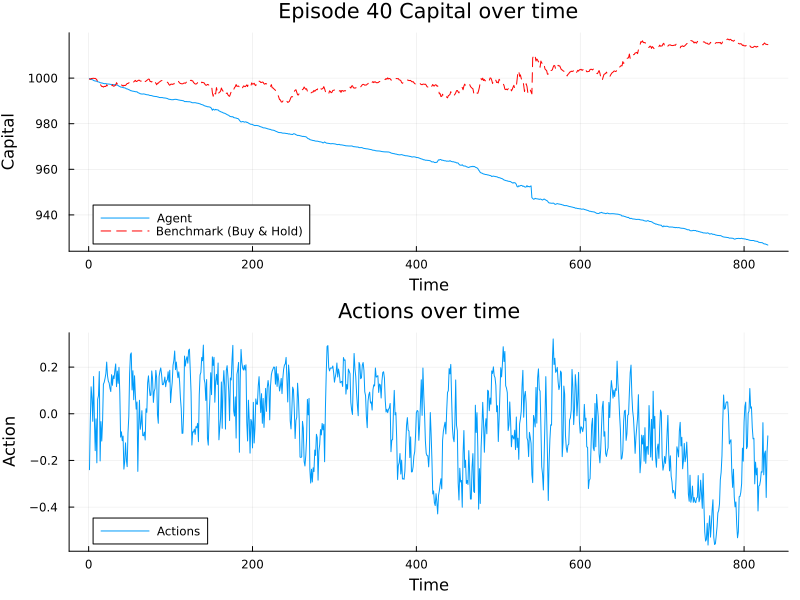 Episode 40 Capital over time
Capital
1000
980
960
940
Agent
Benchmark (Buy & Hold)
0 200 400 600 800
Time
Actions over time
Action
0.2
0.0
−0.2
−0.4
Actions
0 200 400 600 800
Time